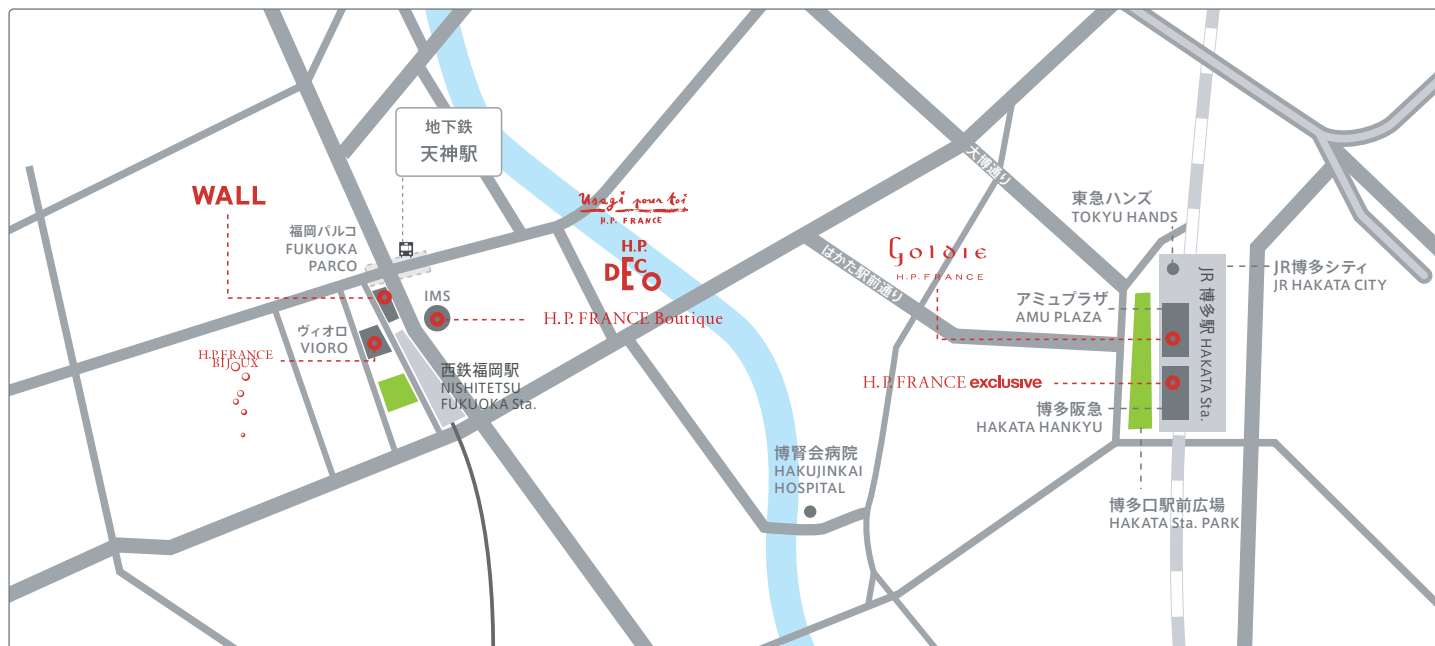 地下鉄
天神駅
WALL
福岡パルコ
FUKUOKA
PARCO
Usagi pour toi
H.P. FRANCE
H.P.
DECO
IMS
H.P. FRANCE Boutique
ヴィオロ
VIORO
H.P.FRANCE
BIJOUX
西鉄福岡駅
NISHITETSU
FUKUOKA Sta.
大博通り
はかた駅前通り
東急ハンズ
TOKYU HANDS
goldie
H.P.FRANCE
JR博多シティ
JR HAKATA CITY
アミュプラザ
AMU PLAZA
JR 博多駅 HAKATA Sta.
H.P. FRANCE exclusive
博多阪急
HAKATA HANKYU
博腎会病院
HAKUJINKAI
HOSPITAL
博多口駅前広場
HAKATA Sta. PARK